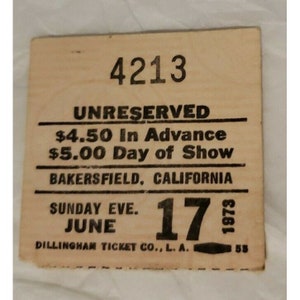 4213
UNRESERVED
$4.50 In Advance
$5.00 Day of Show
BAKERSFIELD, CALIFORNIA
SUNDAY EVE.
JUNE 17 1973
DILLINGHAM TICKET CO., L. A. 55